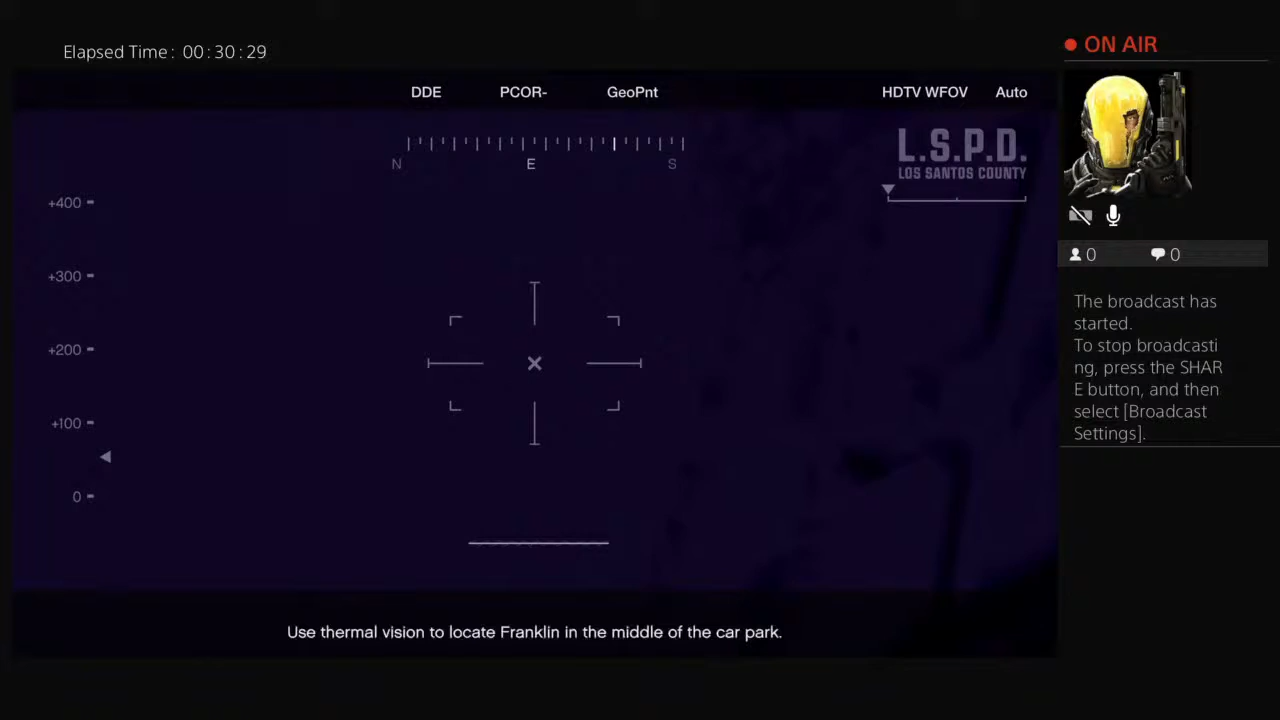 Elapsed Time: 00:30:29
ON AIR
DDE PCOR- GeoPnt HDTV WFOV Auto
L.S.P.D.
LOS SANTOS COUNTY
N E S
+400
+300
+200
+100
0
0 0
The broadcast has
started.
To stop broadcasti
ng, press the SHAR
E button, and then
select [Broadcast
Settings].
Use thermal vision to locate Franklin in the middle of the car park.